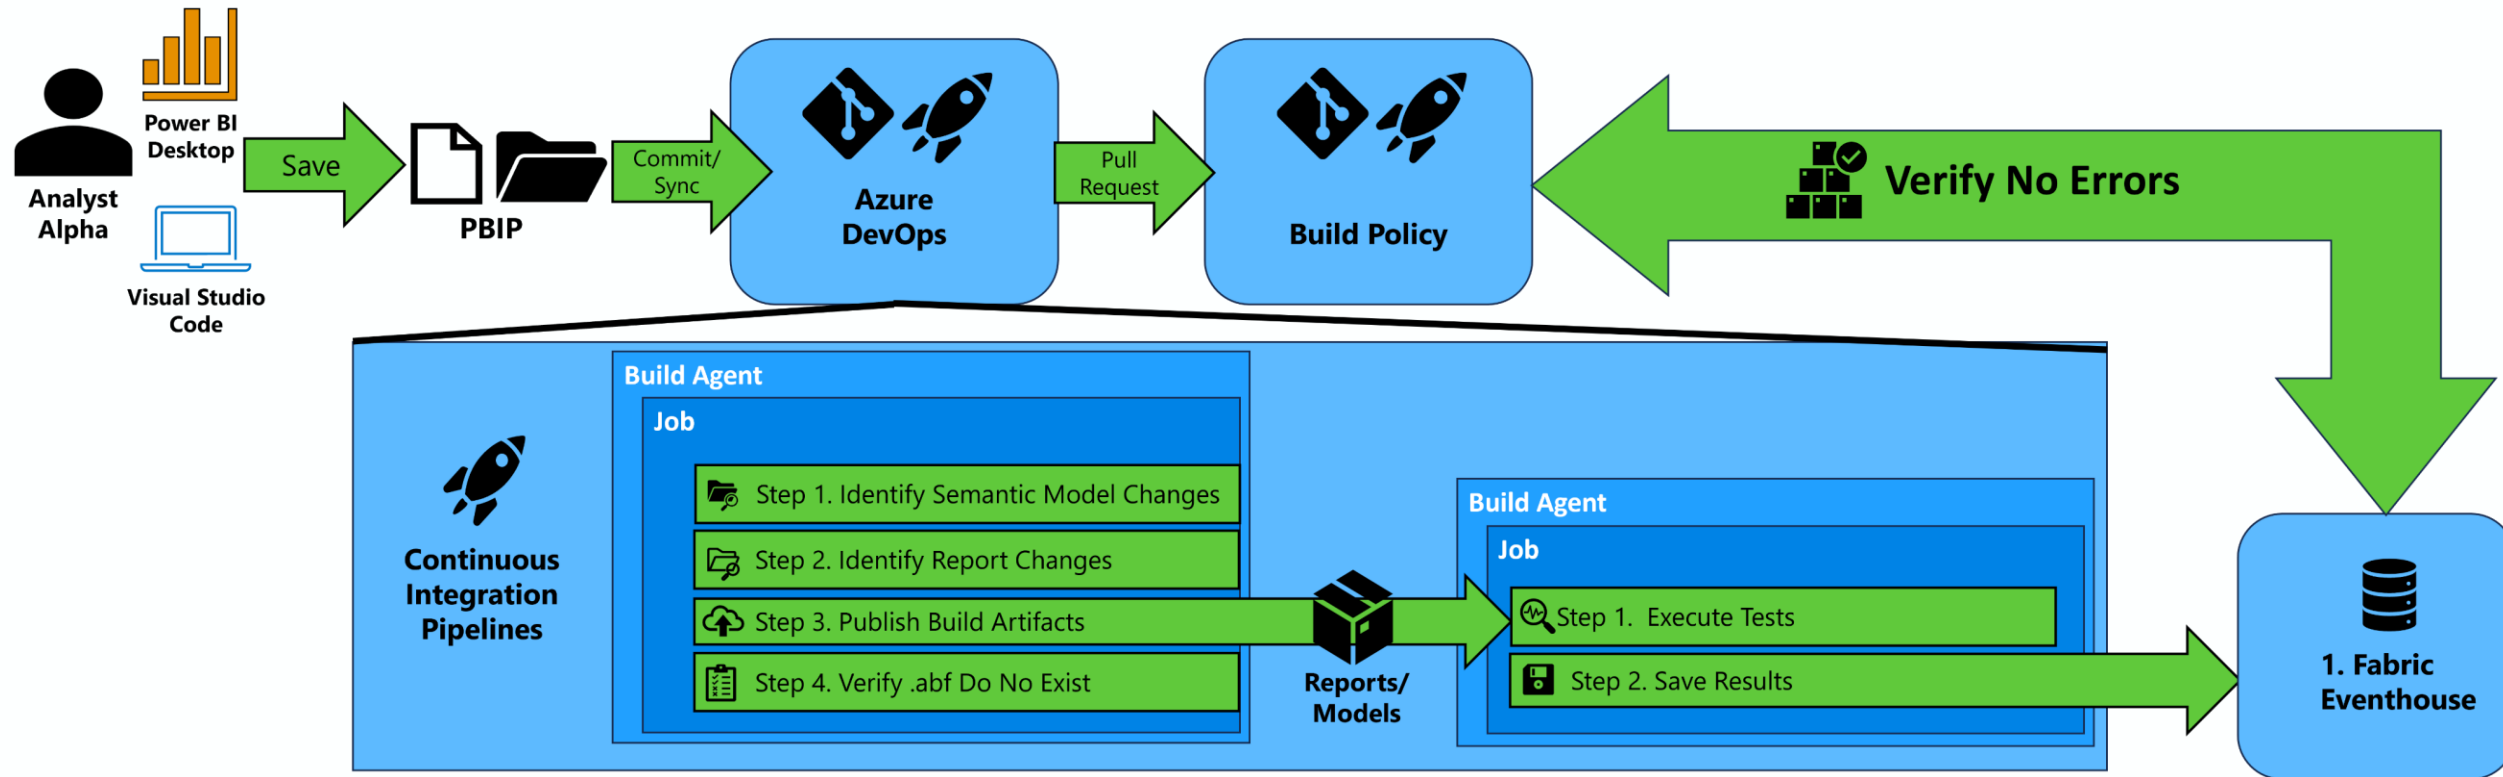 Power BI
Desktop
Analyst
Alpha
Visual Studio
Code
Save
PBIP
Commit/
Sync
Azure
DevOps
Pull
Request
Build Policy
Verify No Errors
Continuous
Integration
Pipelines
Build Agent
Job
Step 1. Identify Semantic Model Changes
Step 2. Identify Report Changes
Step 3. Publish Build Artifacts
Step 4. Verify .abf Do No Exist
Reports/
Models
Build Agent
Job
Step 1. Execute Tests
Step 2. Save Results
1. Fabric
Eventhouse